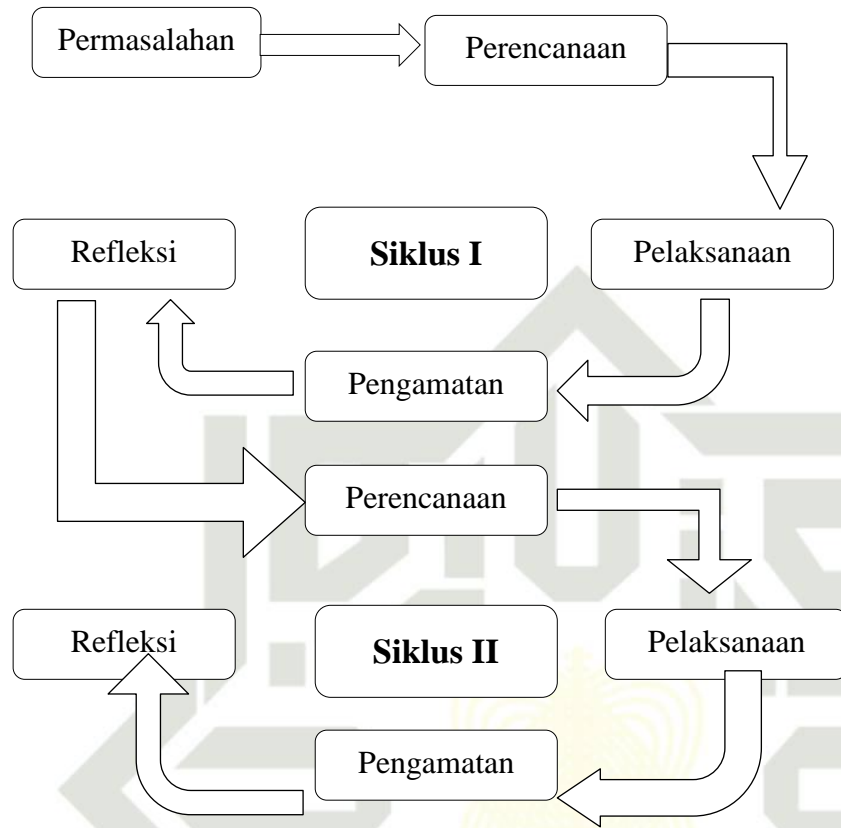 Permasalahan
Perencanaan
Refleksi
Siklus I
Pelaksanaan
Pengamatan
Perencanaan
Refleksi
Siklus II
Pelaksanaan
Pengamatan